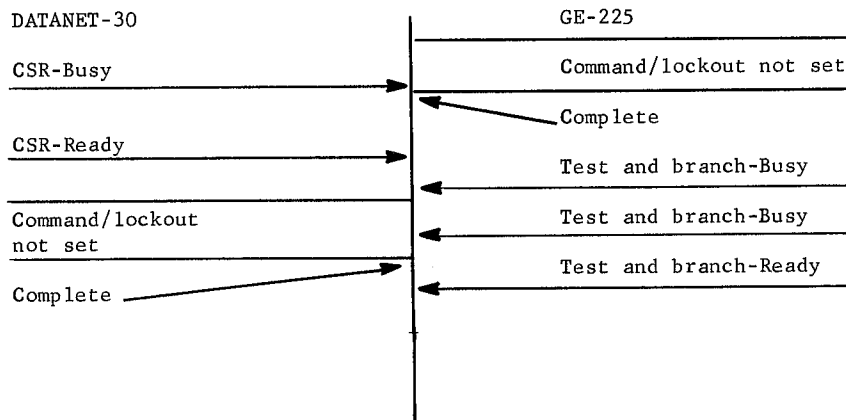 DATANET-30
GE-225
CSR-Busy
Command/lockout not set
Complete
CSR-Ready
Test and branch-Busy
Command/lockout
not set
Test and branch-Busy
Test and branch-Ready
Complete